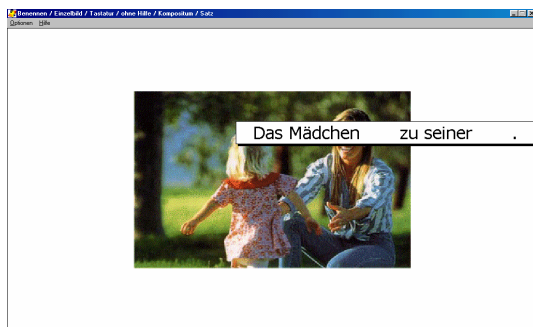 Benennen / Einzelbild / Tastatur / ohne Hilfe / Kompositum / Satz
Optionen Hilfe
Das Mädchen zu seiner .